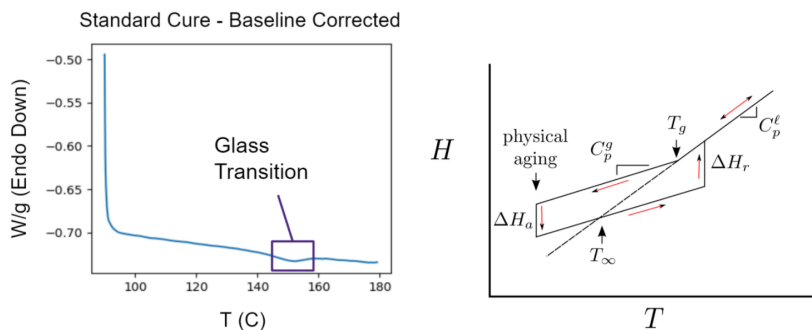 Standard Cure - Baseline Corrected
W/g (Endo Down)
-0.50
-0.55
-0.60
-0.65
-0.70
Glass
Transition
100
120
140
160
180
T (C)
H
physical
aging
C_p^g
T_g
C_p^ℓ
ΔH_r
ΔH_a
T_∞
T